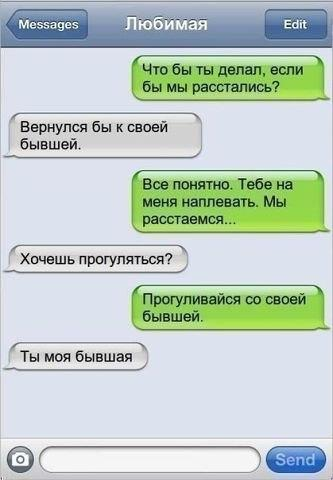 Messages
Любимая
Edit
Что бы ты делал, если
бы мы расстались?
Вернулся бы к своей
бывшей.
Все понятно. Тебе на
меня наплевать. Мы
расстаемся...
Хочешь прогуляться?
Прогуливайся со своей
бывшей.
Ты моя бывшая
Send